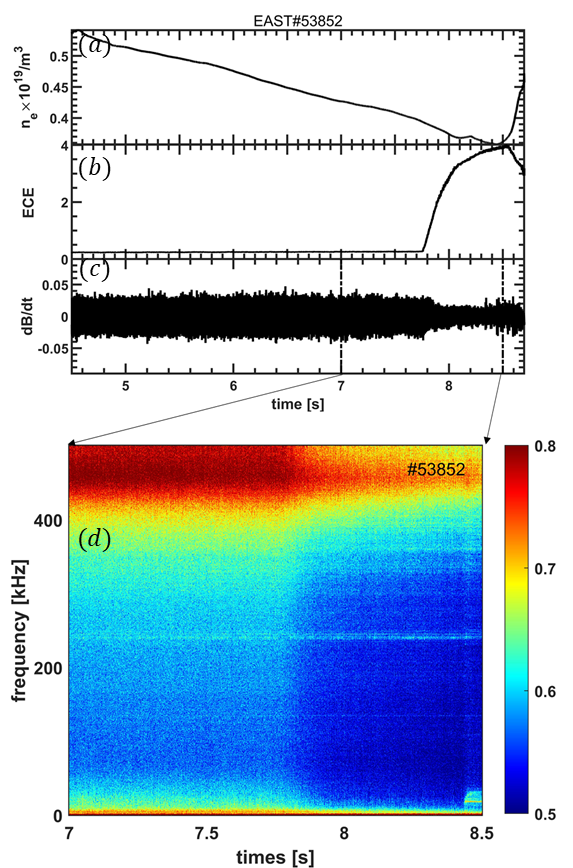 EAST#53852
(a)
n_e×10^19/m^3
0.5
0.45
0.4
(b)
ECE
4
2
0
(c)
dB/dt
0.05
0
-0.05
5
6
7
8
time [s]
#53852
(d)
frequency [kHz]
400
200
0
7
7.5
8
8.5
times [s]
0.8
0.7
0.6
0.5